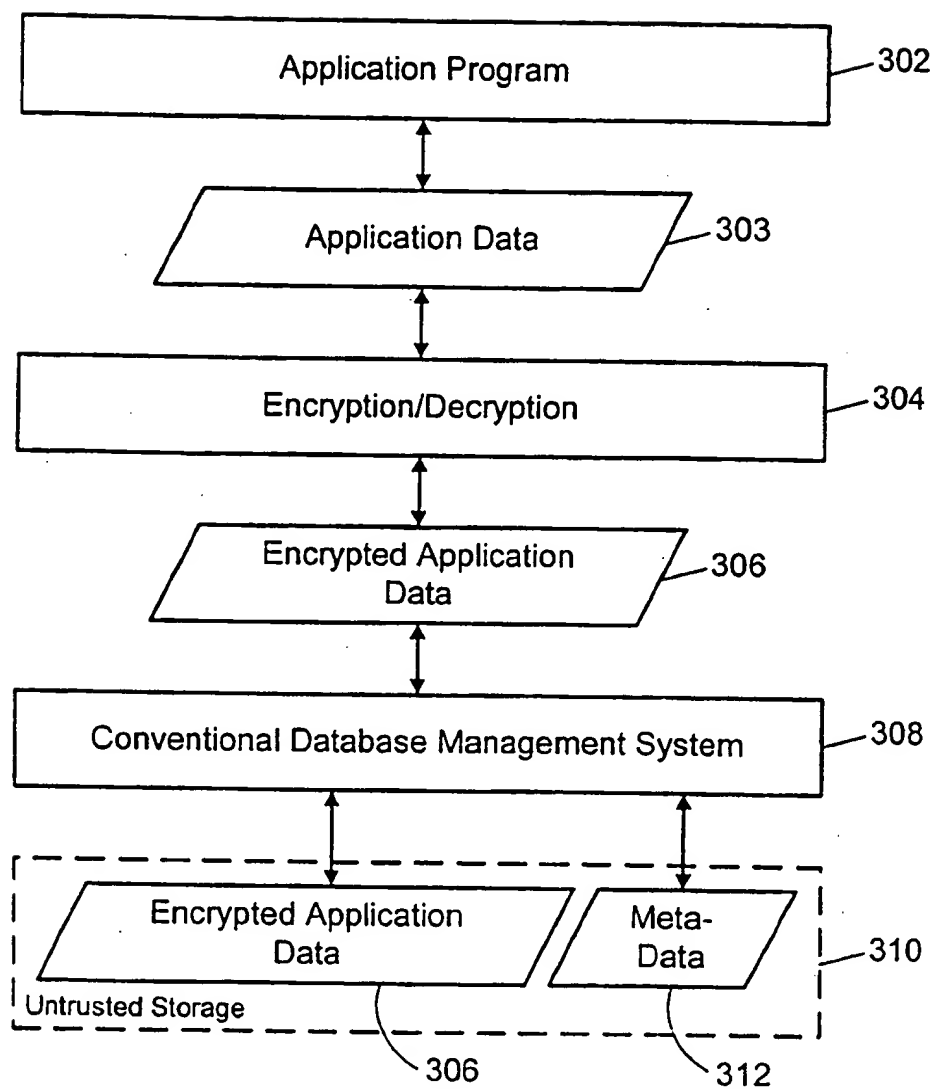 Application Program
302
Application Data
303
Encryption/Decryption
304
Encrypted Application
Data
306
Conventional Database Management System
308
Encrypted Application
Data
Meta-
Data
310
Untrusted Storage
306
312